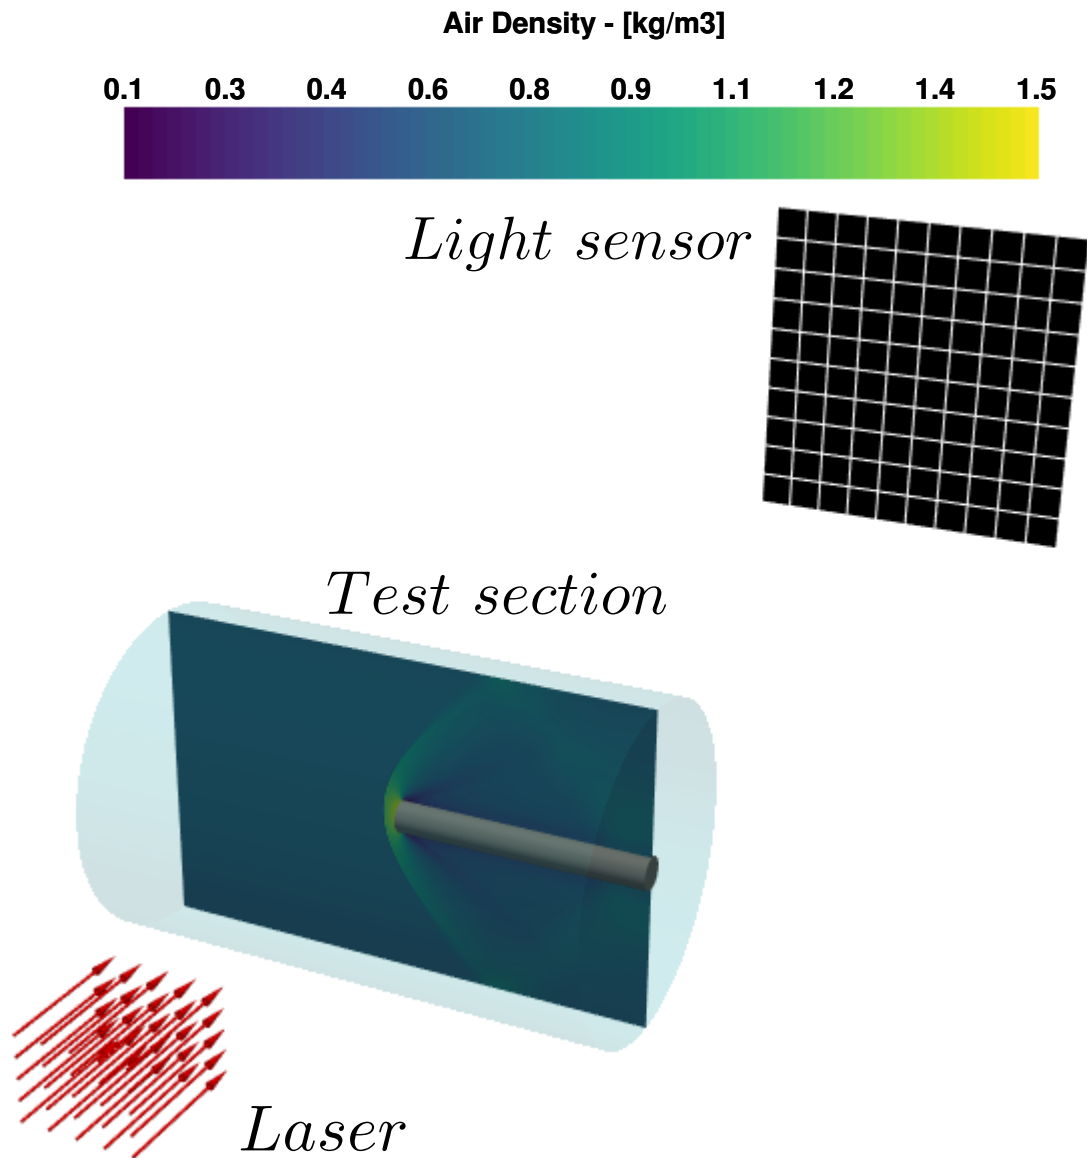 Air Density - [kg/m3]
0.1 0.3 0.4 0.6 0.8 0.9 1.1 1.2 1.4 1.5
Light sensor
Test section
Laser